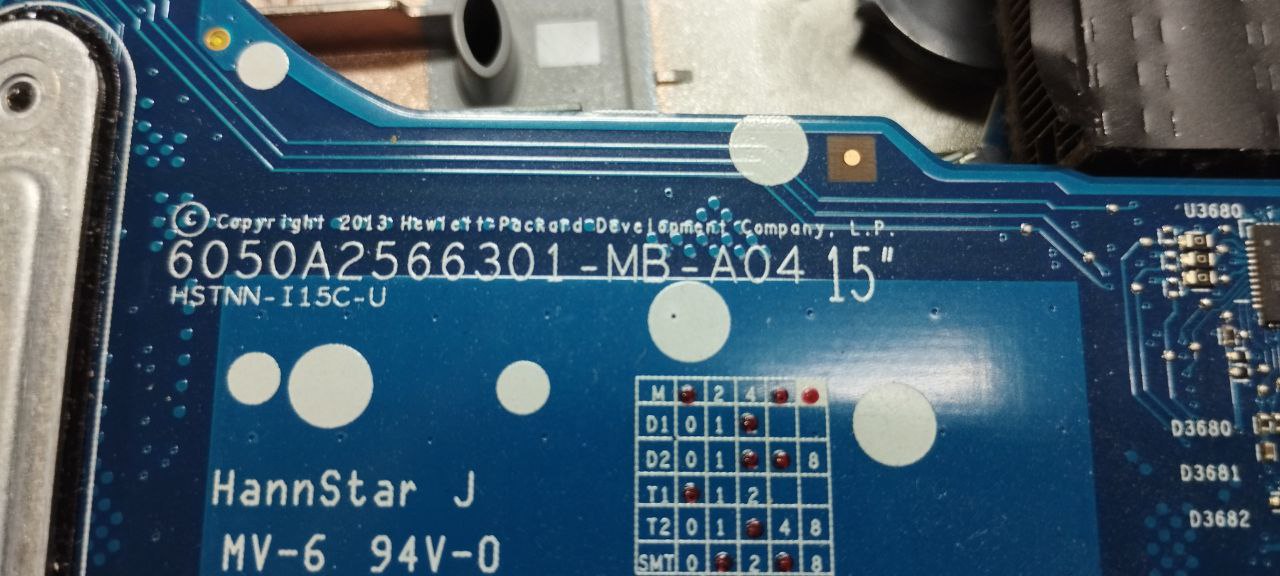 U3680
© Copyright 2013 Hewlett-Packard Development Company, L.P.
6050A2566301-MB-A04 15"
HSTNN-I15C-U
M 2 4
D1 0 1
D2 0 1 8
T1 1 2
T2 0 1 4 8
SMT 0 2 8
D3680
D3681
D3682
HannStar J
MV-6 94V-0